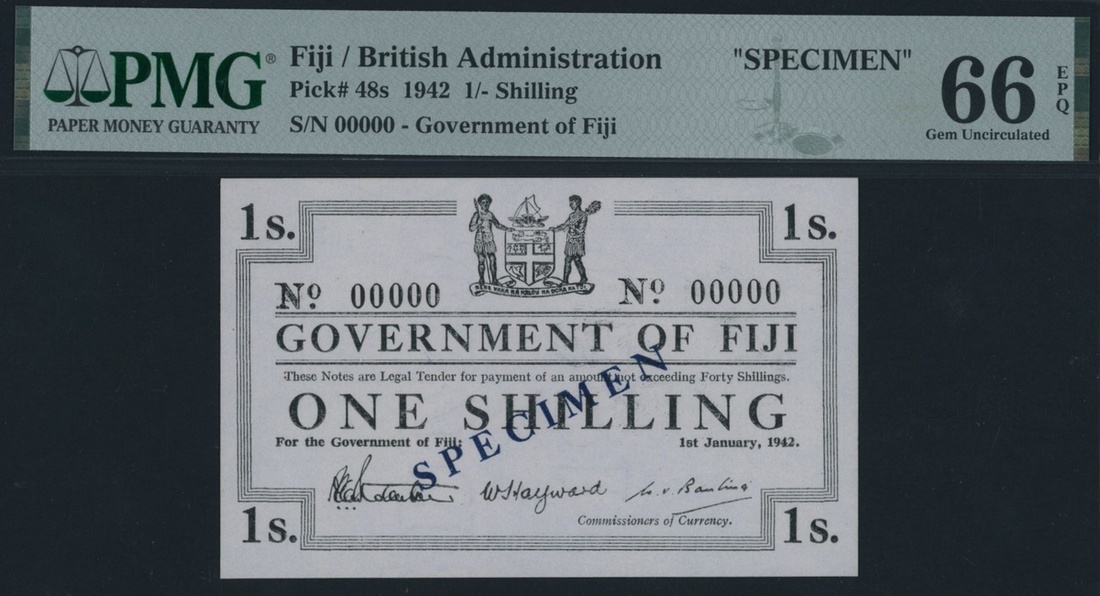 PMG®
PAPER MONEY GUARANTY
Fiji / British Administration
Pick# 48s 1942 1/- Shilling
S/N 00000 - Government of Fiji
"SPECIMEN"
66 EPQ
Gem Uncirculated
1s. 1s.
Nº 00000 Nº 00000
GOVERNMENT OF FIJI
These Notes are Legal Tender for payment of an amount not exceeding Forty Shillings.
ONE SHILLING
For the Government of Fiji: 1st January, 1942.
SPECIMEN
WSHayward
Commissioners of Currency.
1s. 1s.